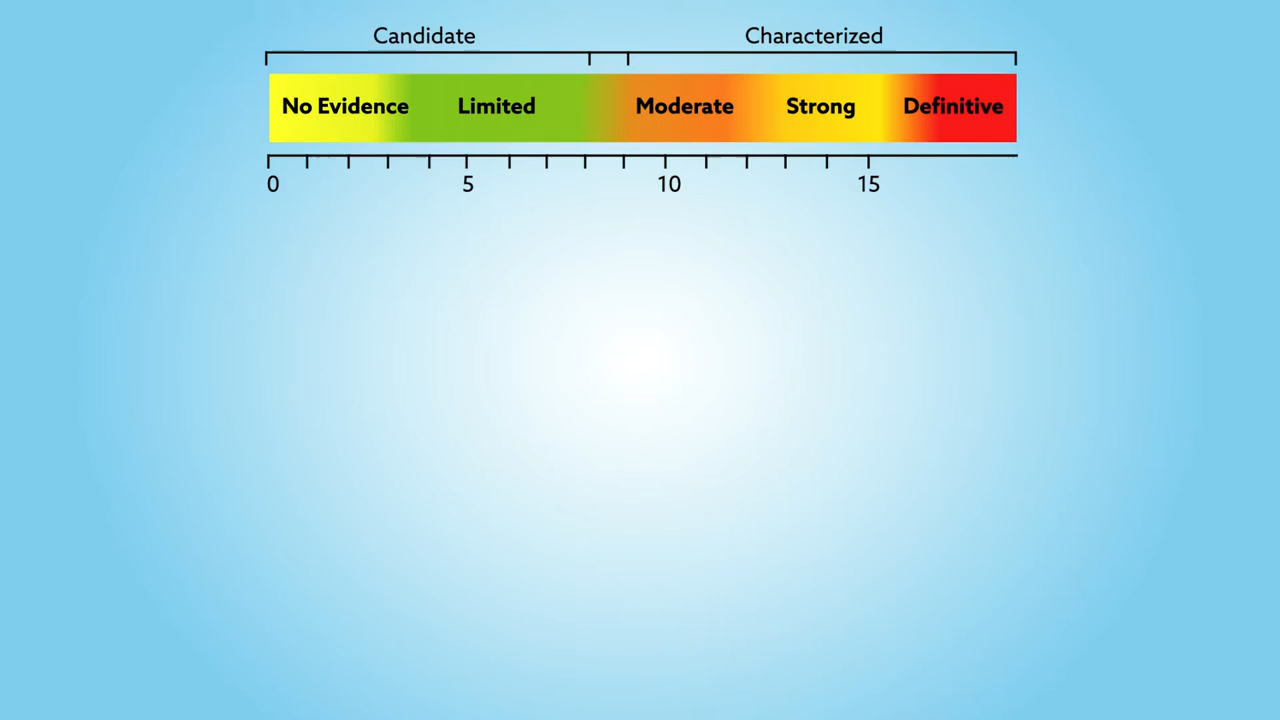 Candidate Characterized
No Evidence Limited Moderate Strong Definitive
0 5 10 15